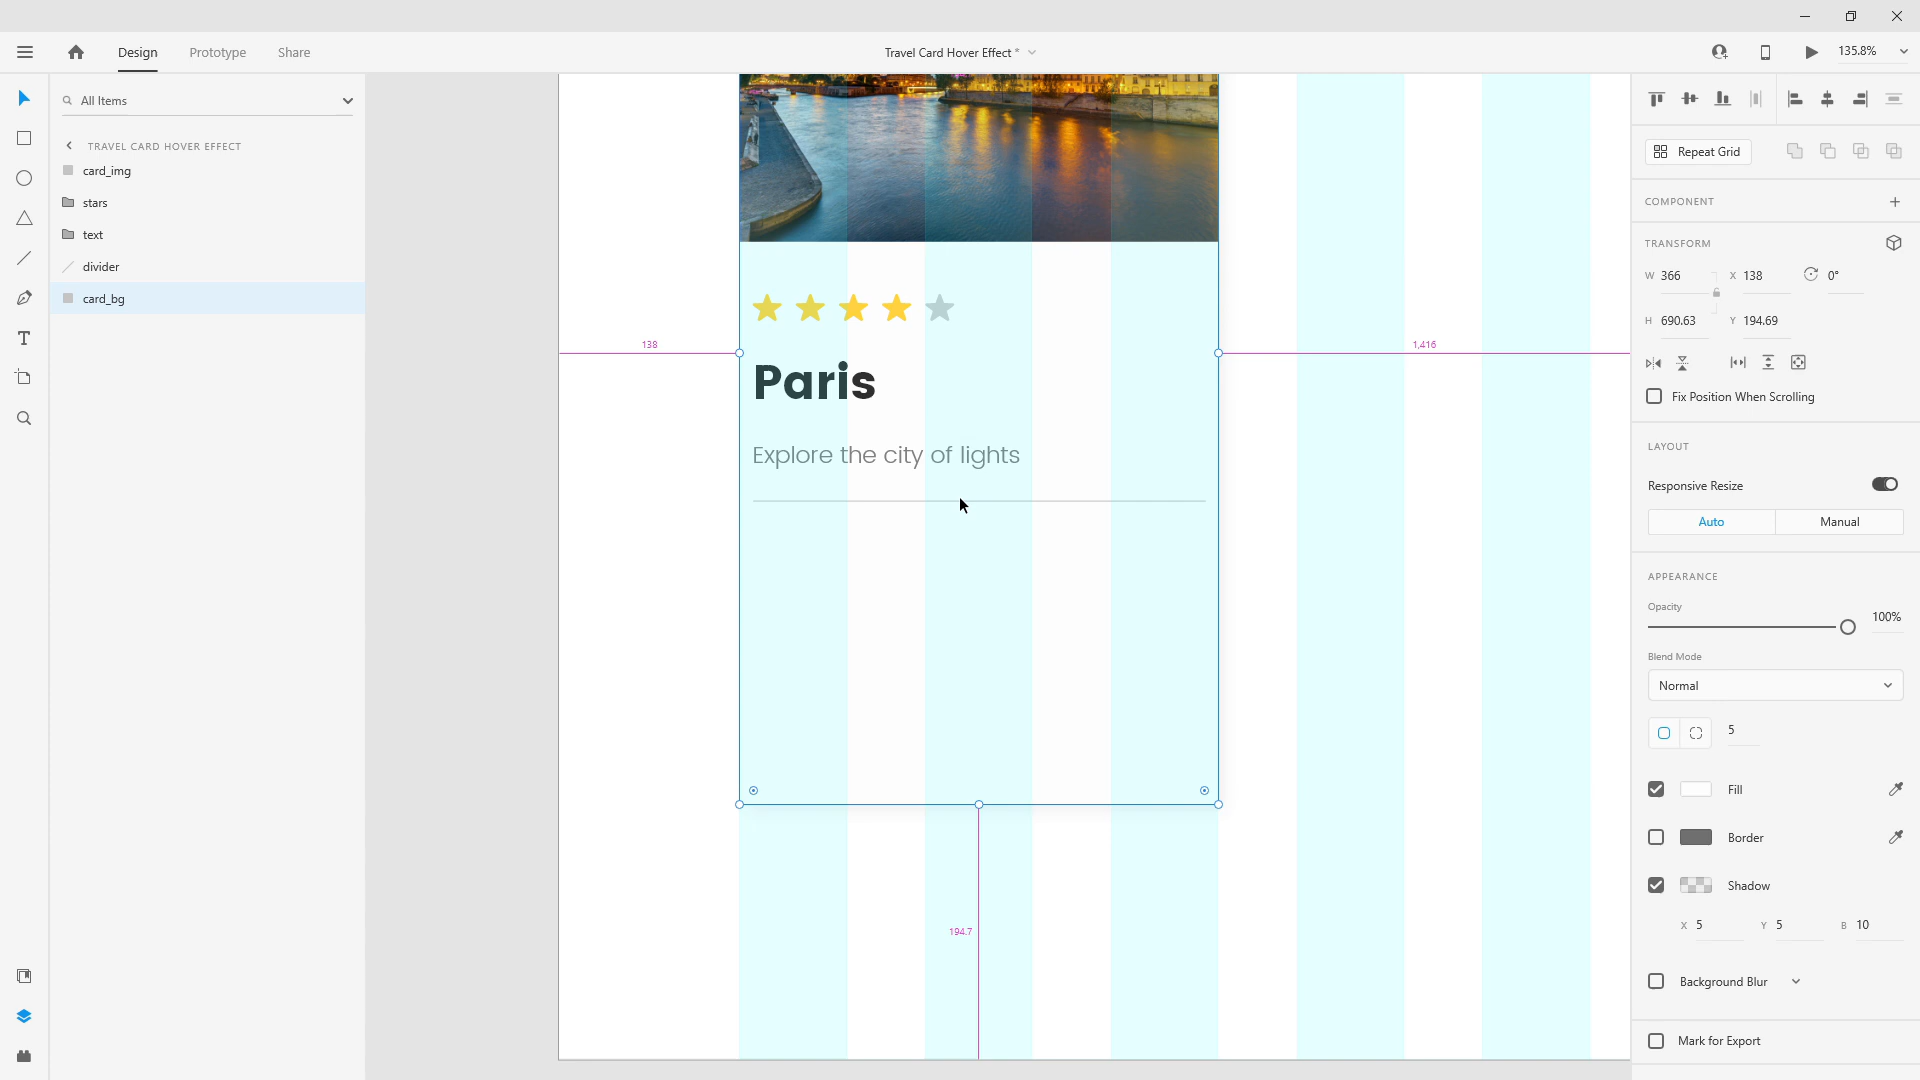 Design
Prototype
Share
Travel Card Hover Effect *
135.8%
All Items
TRAVEL CARD HOVER EFFECT
card_img
stars
text
divider
card_bg
138
1,416
Paris
Explore the city of lights
194.7
Repeat Grid
COMPONENT
TRANSFORM
W 366 X 138 0°
H 690.63 Y 194.69
Fix Position When Scrolling
LAYOUT
Responsive Resize
Auto Manual
APPEARANCE
Opacity
100%
Blend Mode
Normal
5
Fill
Border
Shadow
X 5 Y 5 B 10
Background Blur
Mark for Export